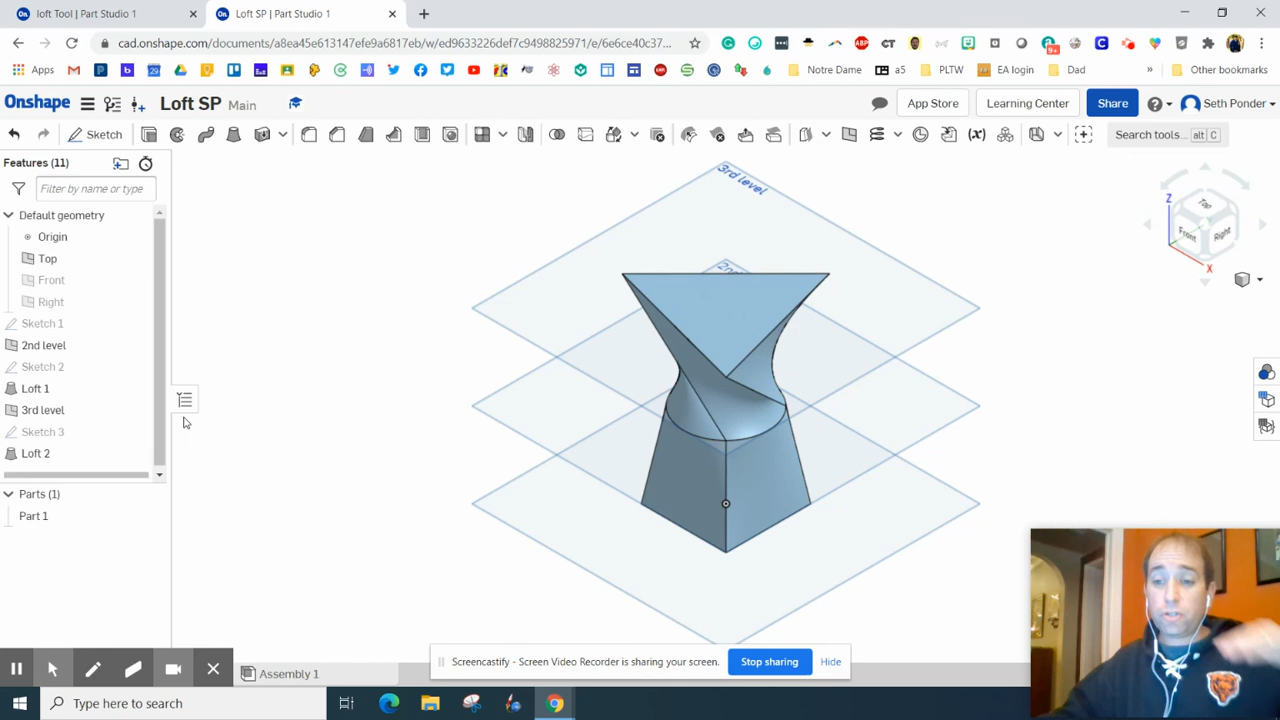 loft Tool | Part Studio 1
Loft SP | Part Studio 1
cad.onshape.com/documents/a8ea45e6131471fe9a6817eb/w/ed9633226def7c9498825971/e/6e6ce40c37...
Apps
Notre Dame
a5
PLTW
EA login
Dad
Other bookmarks
Onshape
Loft SP
Main
App Store
Learning Center
Share
Seth Ponder
Sketch
Search tools...
alt C
Features (11)
Filter by name or type
Default geometry
Origin
Top
Front
Right
Sketch 1
2nd level
Sketch 2
Loft 1
3rd level
Sketch 3
Loft 2
Parts (1)
Part 1
3rd level
Z
Top
Front
Right
X
Assembly 1
Screencastify - Screen Video Recorder is sharing your screen.
Stop sharing
Hide
Type here to search